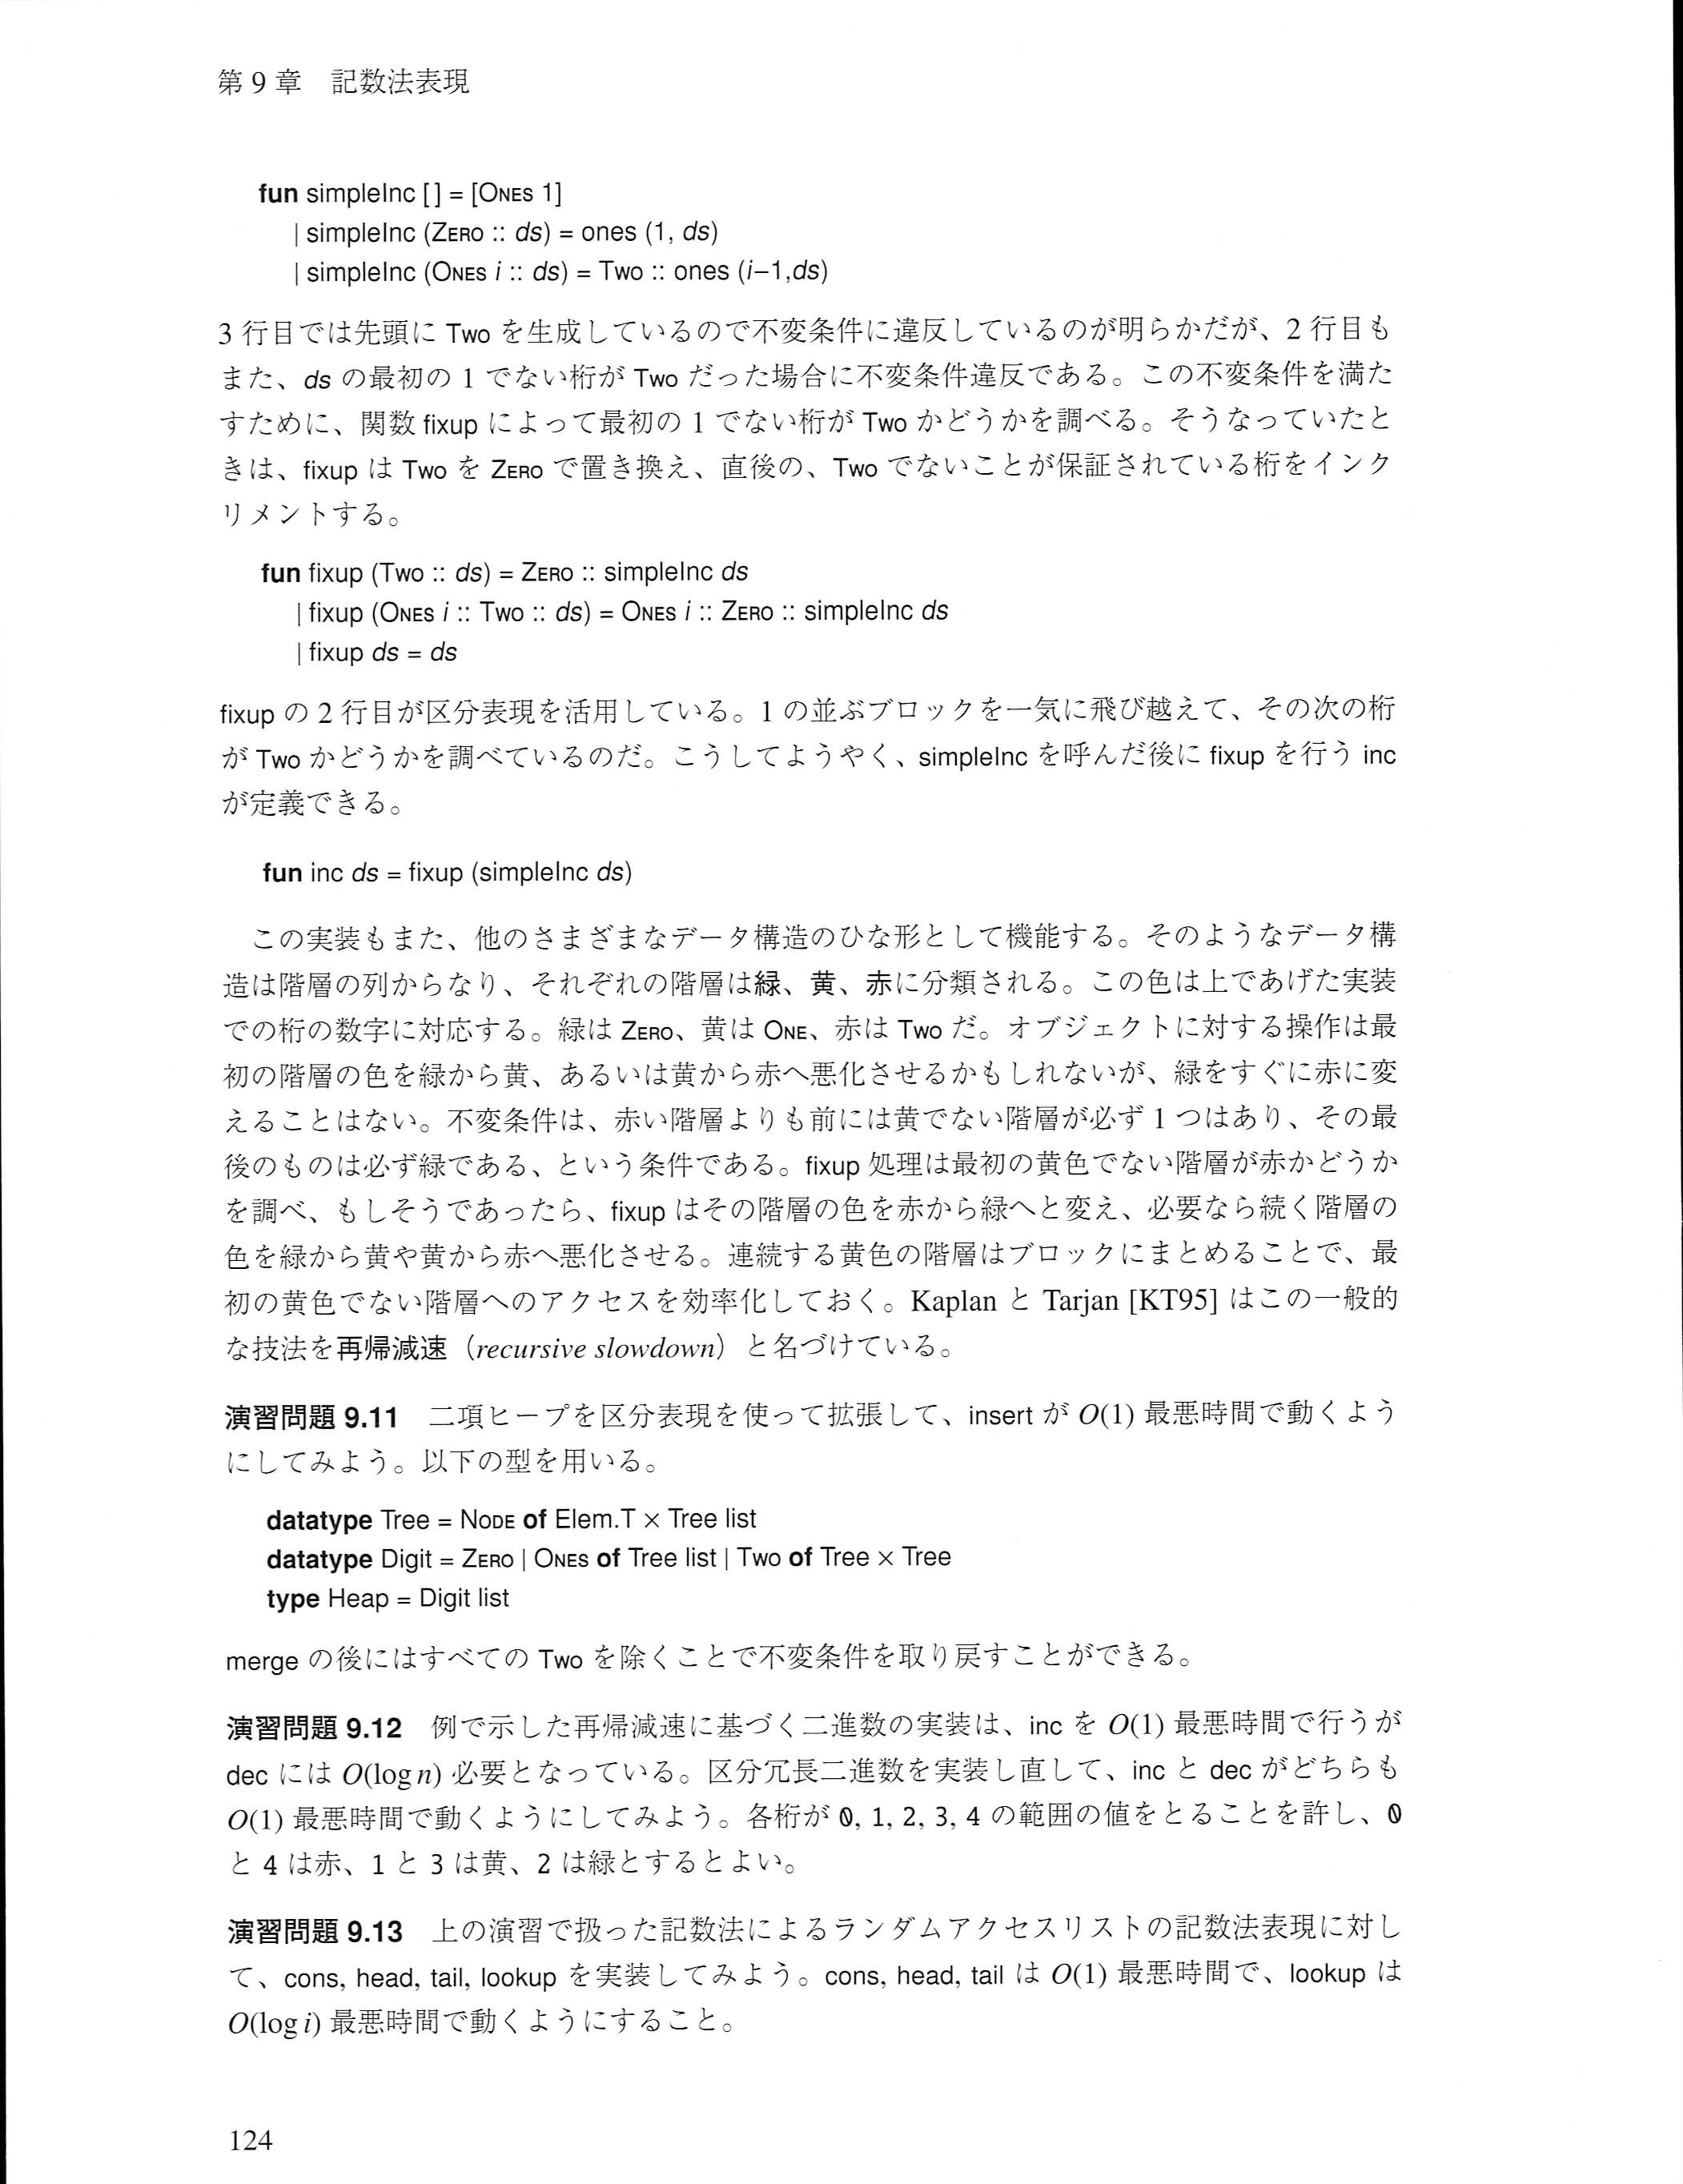 第 9 章　記数法表現
fun simpleInc [] = [ONES 1]
| simpleInc (ZERO :: ds) = ones (1, ds)
| simpleInc (ONES i :: ds) = TWO :: ones (i−1,ds)
3 行目では先頭に TWO を生成しているので不変条件に違反しているのが明らかだが、2 行目も
また、ds の最初の 1 でない桁が TWO だった場合に不変条件違反である。この不変条件を満た
すために、関数 fixup によって最初の 1 でない桁が TWO かどうかを調べる。そうなっていたと
きは、fixup は TWO を ZERO で置き換え、直後の、TWO でないことが保証されている桁をインク
リメントする。
fun fixup (TWO :: ds) = ZERO :: simpleInc ds
| fixup (ONES i :: TWO :: ds) = ONES i :: ZERO :: simpleInc ds
| fixup ds = ds
fixup の 2 行目が区分表現を活用している。1 の並ぶブロックを一気に飛び越えて、その次の桁
が TWO かどうかを調べているのだ。こうしてようやく、simpleInc を呼んだ後に fixup を行う inc
が定義できる。
fun inc ds = fixup (simpleInc ds)
この実装もまた、他のさまざまなデータ構造のひな形として機能する。そのようなデータ構
造は階層の列からなり、それぞれの階層は緑、黄、赤に分類される。この色は上であげた実装
での桁の数字に対応する。緑は ZERO、黄は ONE、赤は TWO だ。オブジェクトに対する操作は最
初の階層の色を緑から黄、あるいは黄から赤へ悪化させるかもしれないが、緑をすぐに赤に変
えることはない。不変条件は、赤い階層よりも前には黄でない階層が必ず 1 つはあり、その最
後のものは必ず緑である、という条件である。fixup 処理は最初の黄色でない階層が赤かどうか
を調べ、もしそうであったら、fixup はその階層の色を赤から緑へと変え、必要なら続く階層の
色を緑から黄や黄から赤へ悪化させる。連続する黄色の階層はブロックにまとめることで、最
初の黄色でない階層へのアクセスを効率化しておく。Kaplan と Tarjan [KT95] はこの一般的
な技法を再帰減速（recursive slowdown）と名づけている。
演習問題 9.11　二項ヒープを区分表現を使って拡張して、insert が O(1) 最悪時間で動くよう
にしてみよう。以下の型を用いる。
datatype Tree = NODE of Elem.T × Tree list
datatype Digit = ZERO | ONES of Tree list | TWO of Tree × Tree
type Heap = Digit list
merge の後にはすべての TWO を除くことで不変条件を取り戻すことができる。
演習問題 9.12　例で示した再帰減速に基づく二進数の実装は、inc を O(1) 最悪時間で行うが
dec には O(log n) 必要となっている。区分冗長二進数を実装し直して、inc と dec がどちらも
O(1) 最悪時間で動くようにしてみよう。各桁が 0, 1, 2, 3, 4 の範囲の値をとることを許し、0
と 4 は赤、1 と 3 は黄、2 は緑とするとよい。
演習問題 9.13　上の演習で扱った記数法によるランダムアクセスリストの記数法表現に対し
て、cons, head, tail, lookup を実装してみよう。cons, head, tail は O(1) 最悪時間で、lookup は
O(log i) 最悪時間で動くようにすること。
124